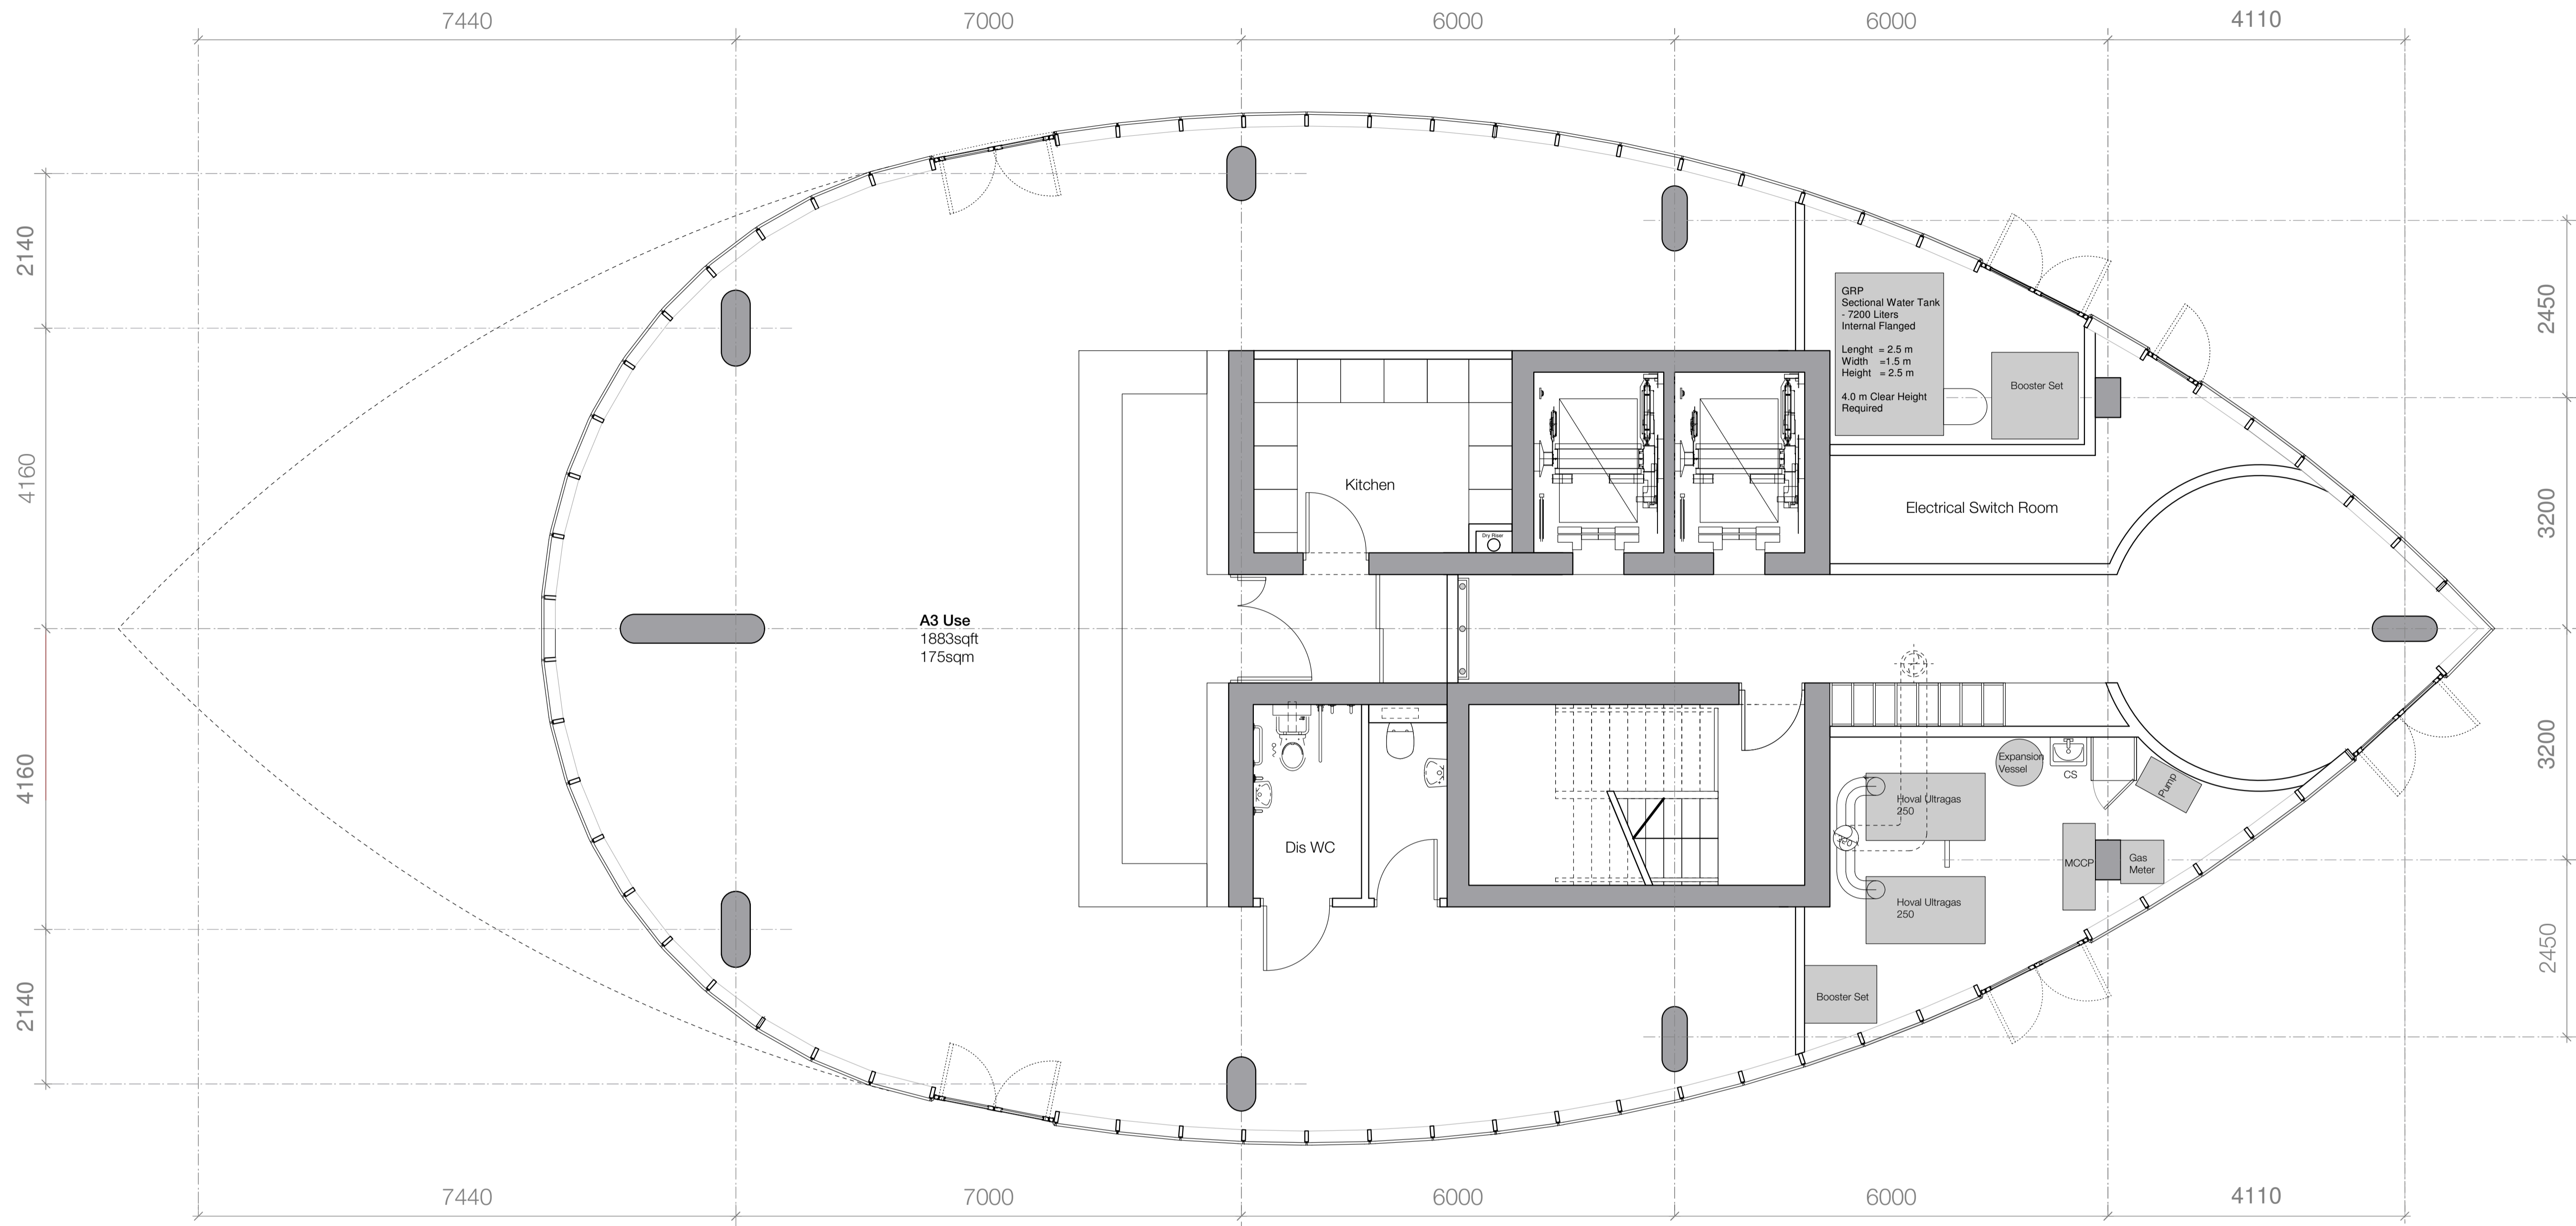 7440
7000
6000
6000
4110
2140
4160
4160
2140
2450
3200
3200
2450
GRP
Sectional Water Tank
- 7200 Liters
Internal Flanged
Lenght = 2.5 m
Width =1.5 m
Height = 2.5 m
4.0 m Clear Height
Required
Booster Set
Kitchen
Dry Riser
Electrical Switch Room
A3 Use
1883sqft
175sqm
Dis WC
Expansion
Vessel
CS
Pump
Hoval Ultragas
250
MCCP
Gas
Meter
Hoval Ultragas
250
Booster Set
7440
7000
6000
6000
4110